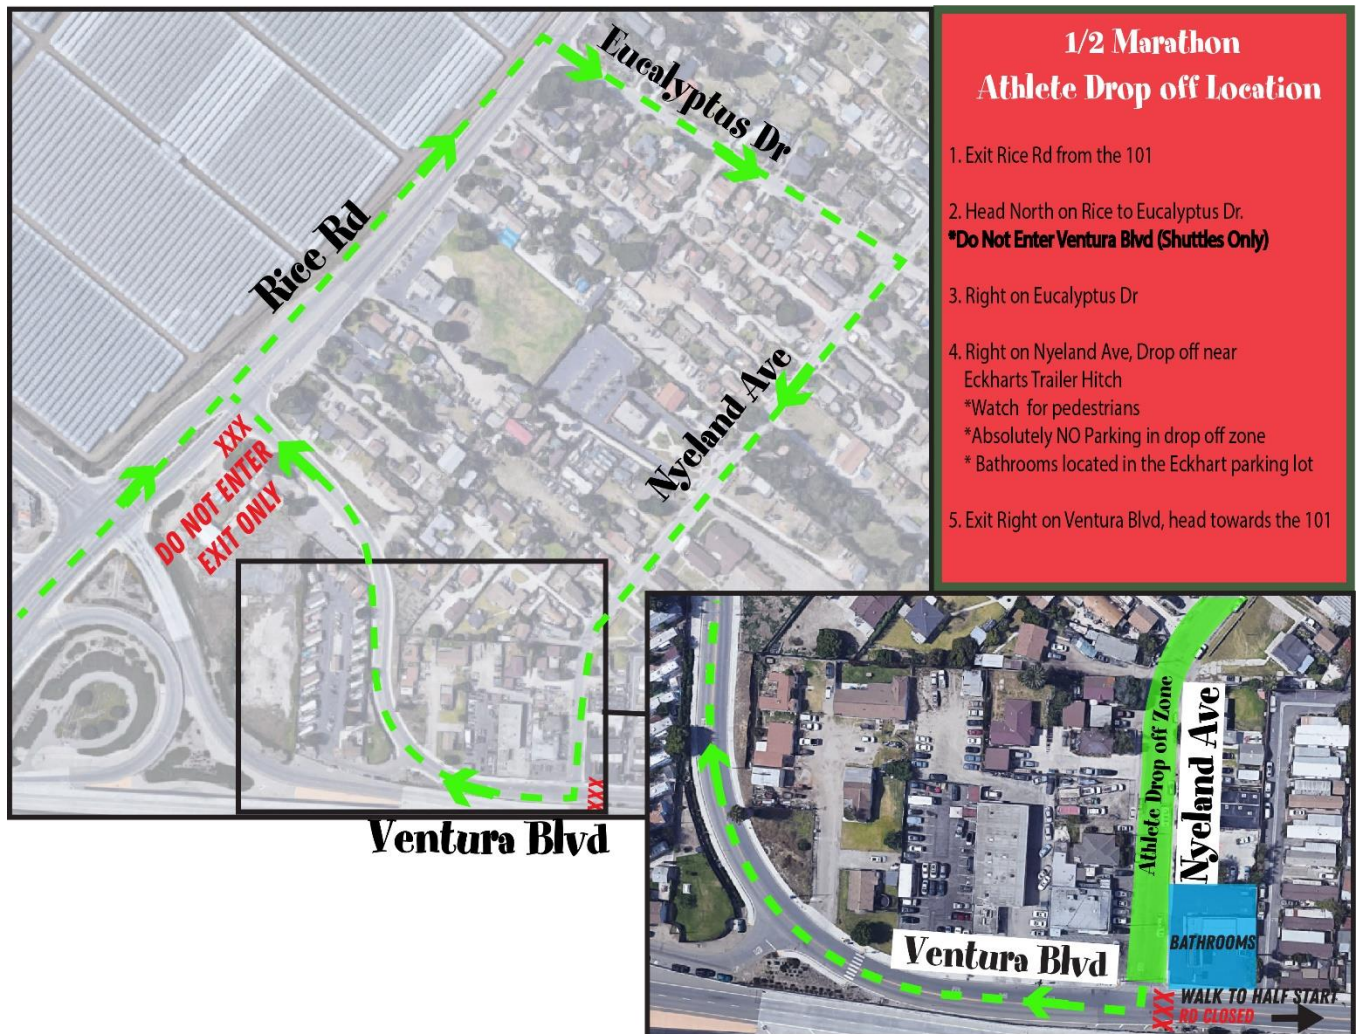 1/2 Marathon
Athlete Drop off Location
1. Exit Rice Rd from the 101
2. Head North on Rice to Eucalyptus Dr.
*Do Not Enter Ventura Blvd (Shuttles Only)
3. Right on Eucalyptus Dr
4. Right on Nyeland Ave, Drop off near
Eckharts Trailer Hitch
*Watch for pedestrians
*Absolutely NO Parking in drop off zone
* Bathrooms located in the Eckhart parking lot
5. Exit Right on Ventura Blvd, head towards the 101
Eucalyptus Dr
Rice Rd
Nyeland Ave
XXX
DO NOT ENTER
EXIT ONLY
XXX
Ventura Blvd
Athlete Drop off Zone
Nyeland Ave
BATHROOMS
Ventura Blvd
XXX
WALK TO HALF START
RD CLOSED